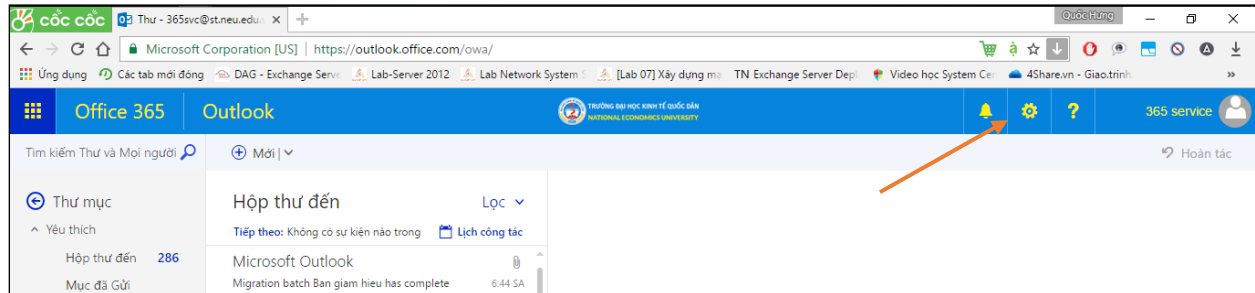 cốc cốc Thư - 365svc@st.neu.edu. Quốc Hưng
Microsoft Corporation [US] | https://outlook.office.com/owa/
Ứng dụng Các tab mới đóng DAG - Exchange Serve Lab-Server 2012 Lab Network System S [Lab 07] Xây dựng mạ TN Exchange Server Depl Video học System Cer 4Share.vn - Giao.trinh »
Office 365 Outlook TRƯỜNG ĐẠI HỌC KINH TẾ QUỐC DÂN ? 365 service
NATIONAL ECONOMICS UNIVERSITY
Tìm kiếm Thư và Mọi người Mới | Hoàn tác
Thư mục Hộp thư đến Lọc
Yêu thích Tiếp theo: Không có sự kiện nào trong Lịch công tác
Hộp thư đến 286 Microsoft Outlook
Mục đã Gửi Migration batch Ban giam hieu has complete 6:44 SA